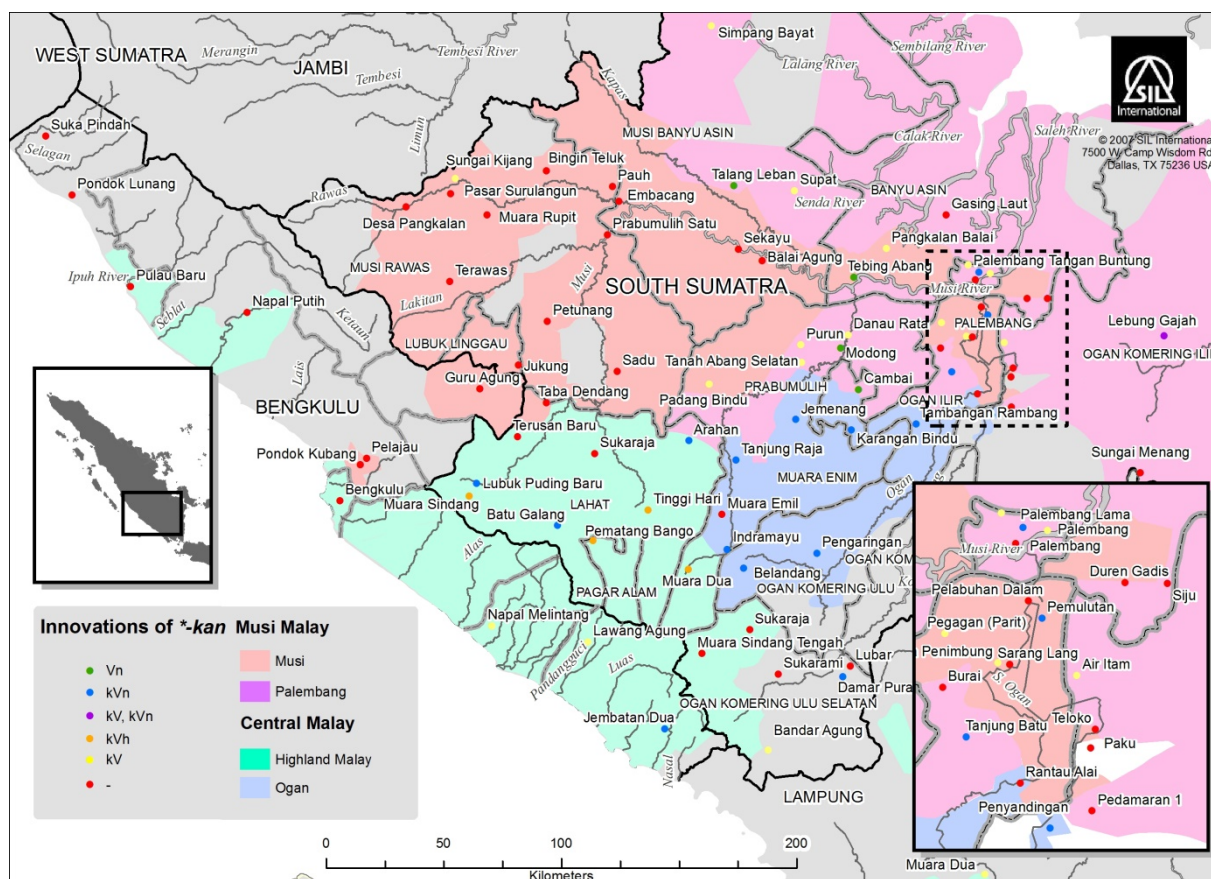 WEST SUMATRA
JAMBI
Merangin
Tembesi River
Tembesi
Limun
Kapas
Simpang Bayat
Sembilang River
Lalang River
SIL
International
© 2007 SIL International
7500 W. Camp Wisdom Rd
Dallas, TX 75236 USA
Suka Pindah
Selagan
Pondok Lunang
MUSI BANYU ASIN
Calak River
Saleh River
Sungai Kijang
Bingin Teluk
Pauh
Talang Leban
Supat
BANYU ASIN
Rawas
Pasar Surulangun
Embacang
Senda River
Gasing Laut
Desa Pangkalan
Muara Rupit
Prabumulih Satu
Sekayu
Pangkalan Balai
Ipuh River
Pulau Baru
MUSI RAWAS
Terawas
Musi
Balai Agung
Tebing Abang
Palembang
Tangan Buntung
Seblat
Napal Putih
Ketaun
Lakitan
SOUTH SUMATRA
Musi River
Petunang
Purun
Danau Rata
PALEMBANG
Lebung Gajah
Lais
LUBUK LINGGAU
Jukung
Sadu
Tanah Abang Selatan
Modong
OGAN KOMERING ILIR
Guru Agung
Taba Dendang
Padang Bindu
PRABUMULIH
Cambai
OGAN ILIR
BENGKULU
Terusan Baru
Arahan
Jemenang
Tambangan Rambang
Karangan Bindu
Pondok Kubang
Pelajau
Sukaraja
Tanjung Raja
MUARA ENIM
Ogan
Sungai Menang
Bengkulu
Muara Sindang
Lubuk Puding Baru
LAHAT
Tinggi Hari
Muara Emil
Batu Galang
Pematang Bango
Indramayu
Pengaringan
OGAN KOM
Alas
Muara Dua
Belandang
OGAN KOMERING ULU
PAGAR ALAM
Napal Melintang
Lawang Agung
Sukaraja
Muara Sindang Tengah
Pandangguci
Luas
Sukarami
Lubar
Damar Pura
OGAN KOMERING ULU SELATAN
Jembatan Dua
Nasal
Bandar Agung
LAMPUNG
Muara Dua
Innovations of *-kan
Vn
kVn
kV, kVn
kVh
kV
-
Musi Malay
Musi
Palembang
Central Malay
Highland Malay
Ogan
0
50
100
200
Kilometers
Palembang Lama
Palembang
Musi River
Palembang
Duren Gadis
Pelabuhan Dalam
Siju
Pemulutan
Pegagan (Parit)
Penimbung
Sarang Lang
Air Itam
Burai
S. Ogan
Teloko
Tanjung Batu
Paku
Rantau Alai
Penyandingan
Pedamaran 1